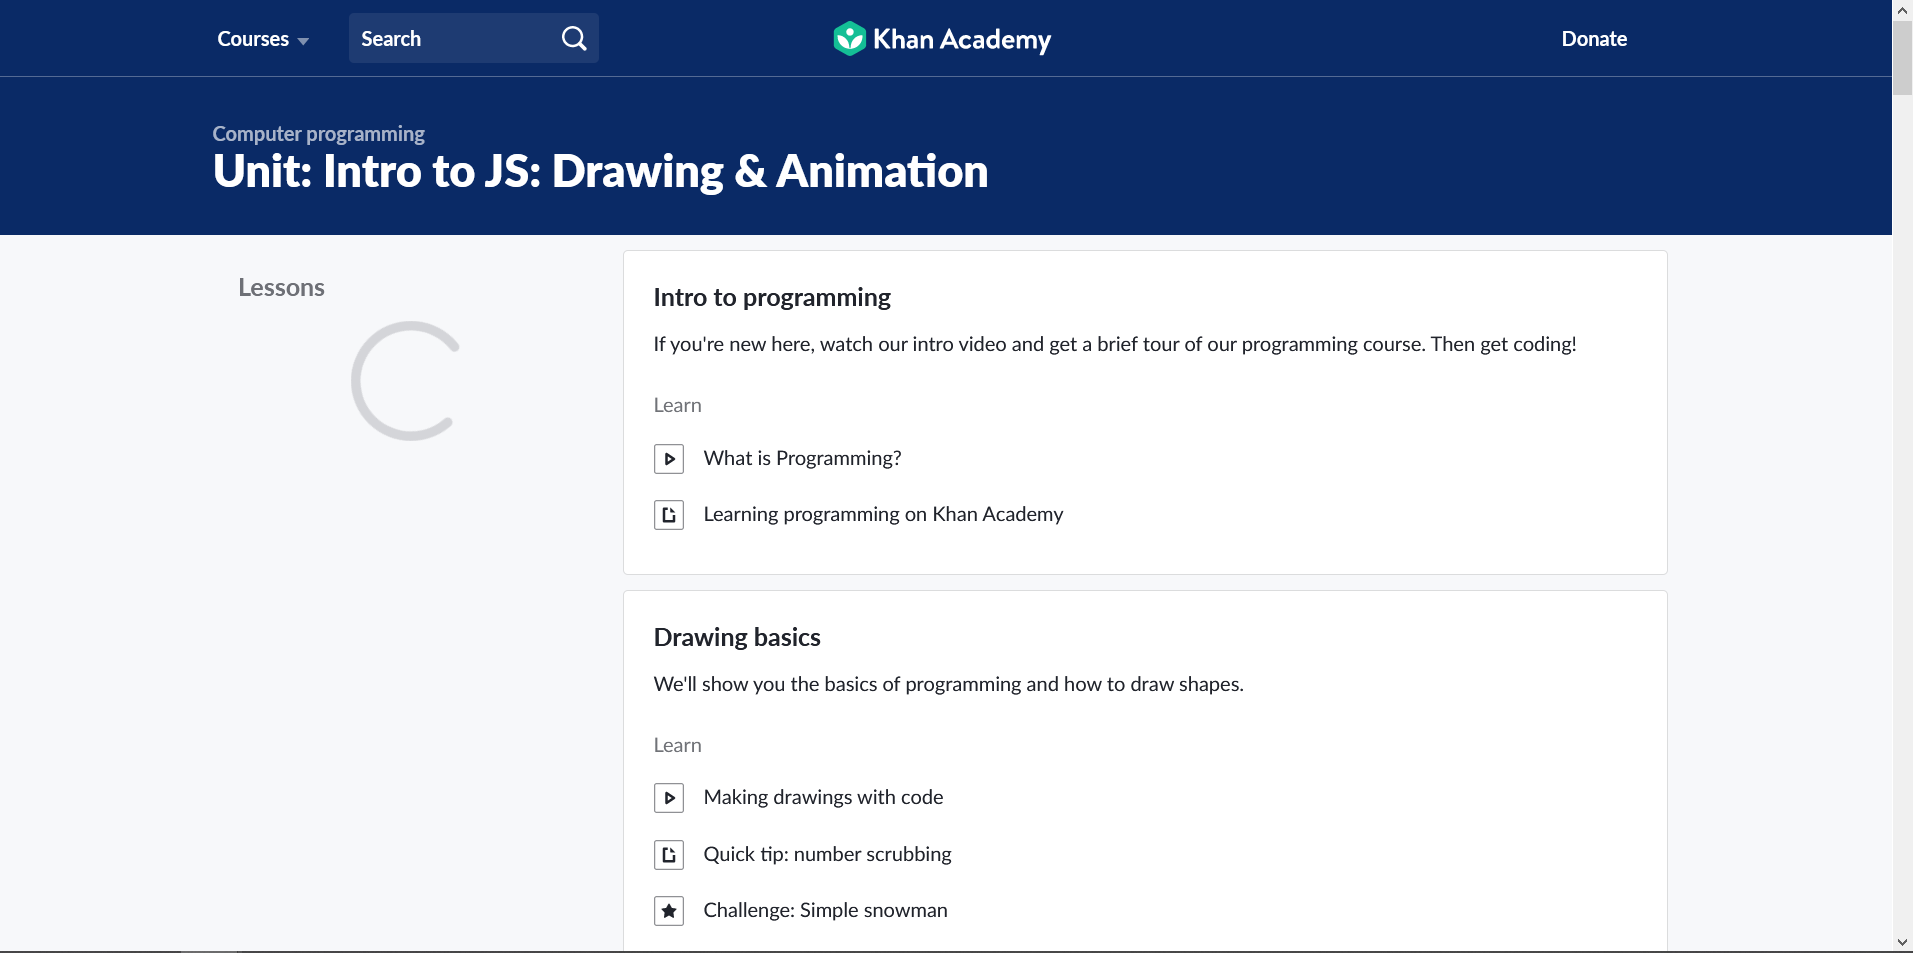 Courses
Search
Khan Academy
Donate
Computer programming
Unit: Intro to JS: Drawing & Animation
Lessons
Intro to programming
If you're new here, watch our intro video and get a brief tour of our programming course. Then get coding!
Learn
What is Programming?
Learning programming on Khan Academy
Drawing basics
We'll show you the basics of programming and how to draw shapes.
Learn
Making drawings with code
Quick tip: number scrubbing
Challenge: Simple snowman